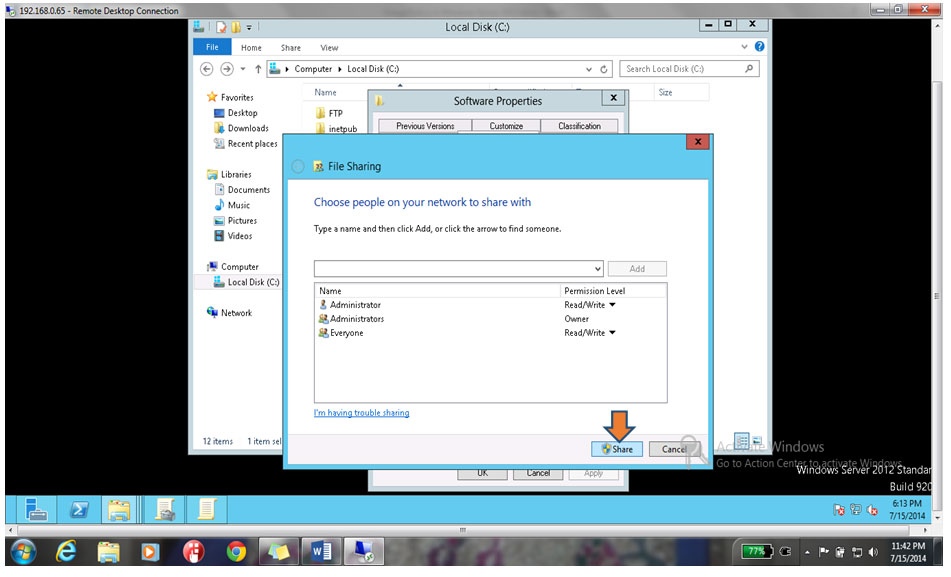 192.168.0.65 - Remote Desktop Connection
Local Disk (C:)
File Home Share View
Computer Local Disk (C:)
Search Local Disk (C:)
Name
Size
Favorites
Desktop
Downloads
Recent places
Libraries
Documents
Music
Pictures
Videos
Computer
Local Disk (C:)
Network
FTP
inetpub
12 items 1 item sel
Software Properties
Previous Versions Customize Classification
File Sharing
Choose people on your network to share with
Type a name and then click Add, or click the arrow to find someone.
Add
Name Permission Level
Administrator Read/Write
Administrators Owner
Everyone Read/Write
I'm having trouble sharing
Share Cancel
OK Cancel Apply
Activate Windows
Go to Action Center to activate Windows.
Windows Server 2012 Standar
Build 920
6:13 PM
7/15/2014
77%
11:42 PM
7/15/2014